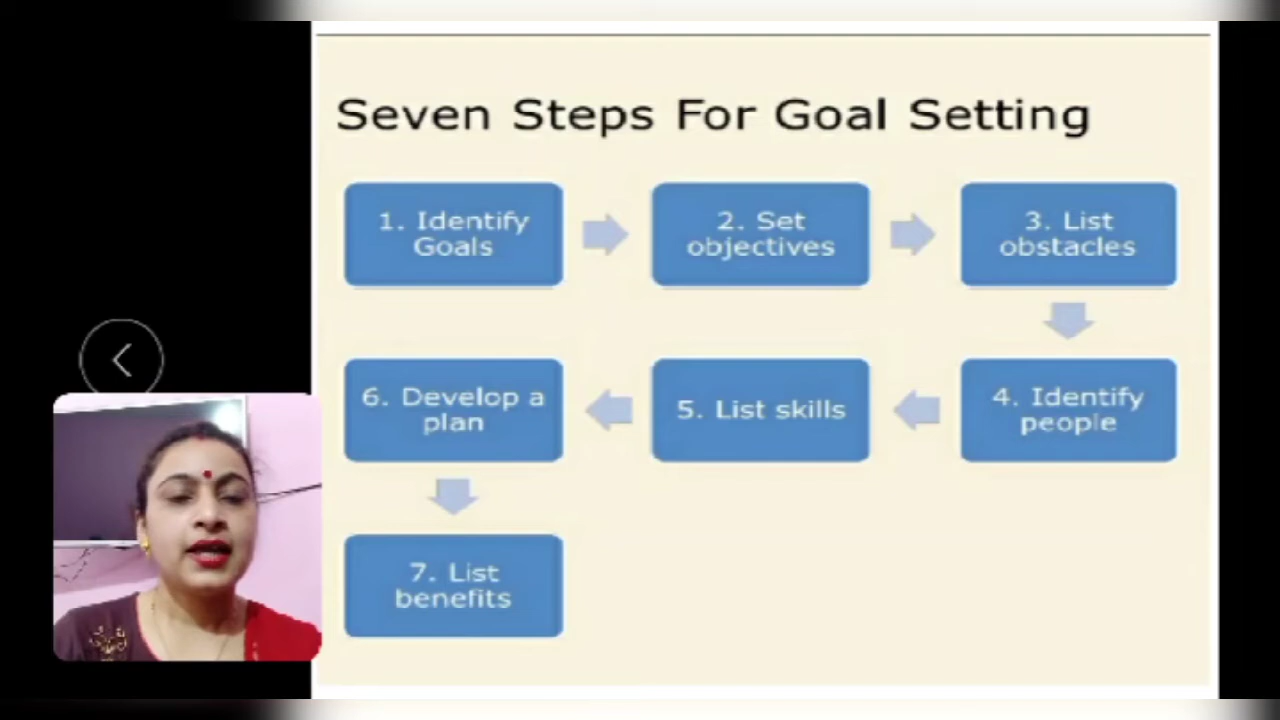 Seven Steps For Goal Setting
1. Identify
Goals
2. Set
objectives
3. List
obstacles
4. Identify
people
5. List skills
6. Develop a
plan
7. List
benefits